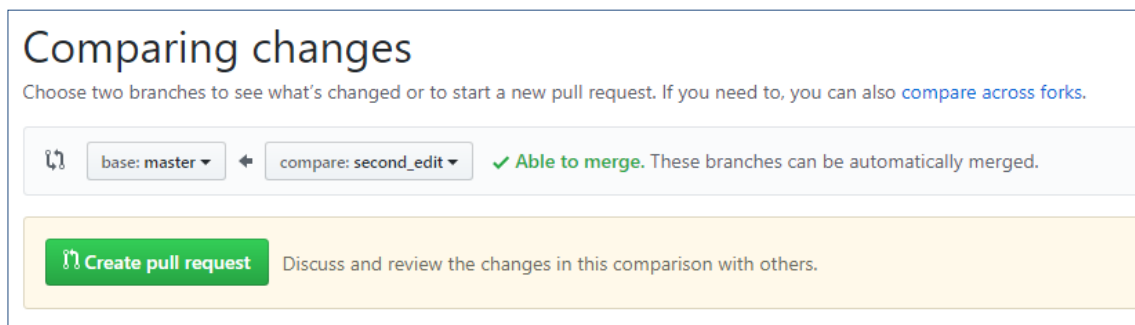 Comparing changes
Choose two branches to see what's changed or to start a new pull request. If you need to, you can also compare across forks.
base: master compare: second_edit Able to merge. These branches can be automatically merged.
Create pull request Discuss and review the changes in this comparison with others.